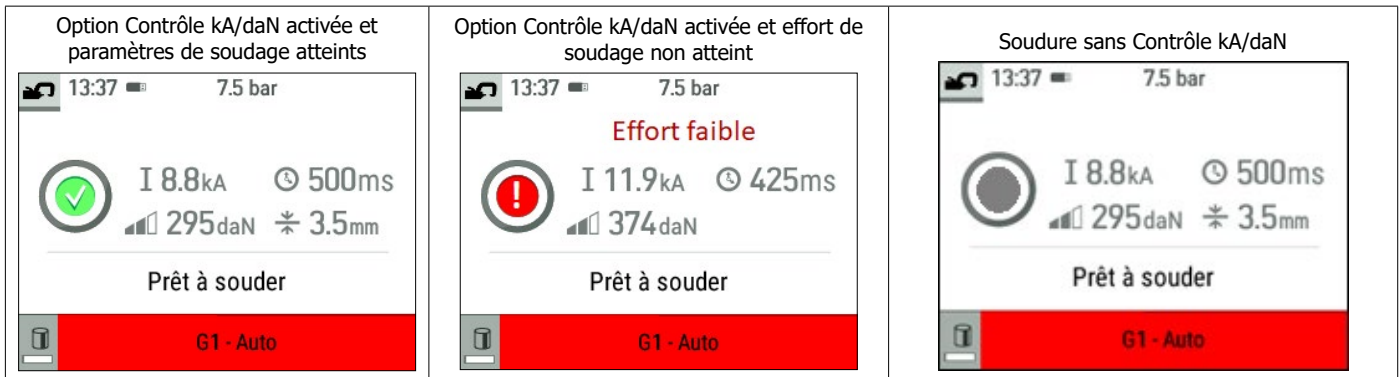 Option Contrôle kA/daN activée et
paramètres de soudage atteints
13:37 7.5 bar
I 8.8kA 500ms
295daN 3.5mm
Prêt à souder
G1 - Auto
Option Contrôle kA/daN activée et effort de
soudage non atteint
13:37 7.5 bar
Effort faible
I 11.9kA 425ms
374daN
Prêt à souder
G1 - Auto
Soudure sans Contrôle kA/daN
13:37 7.5 bar
I 8.8kA 500ms
295daN 3.5mm
Prêt à souder
G1 - Auto